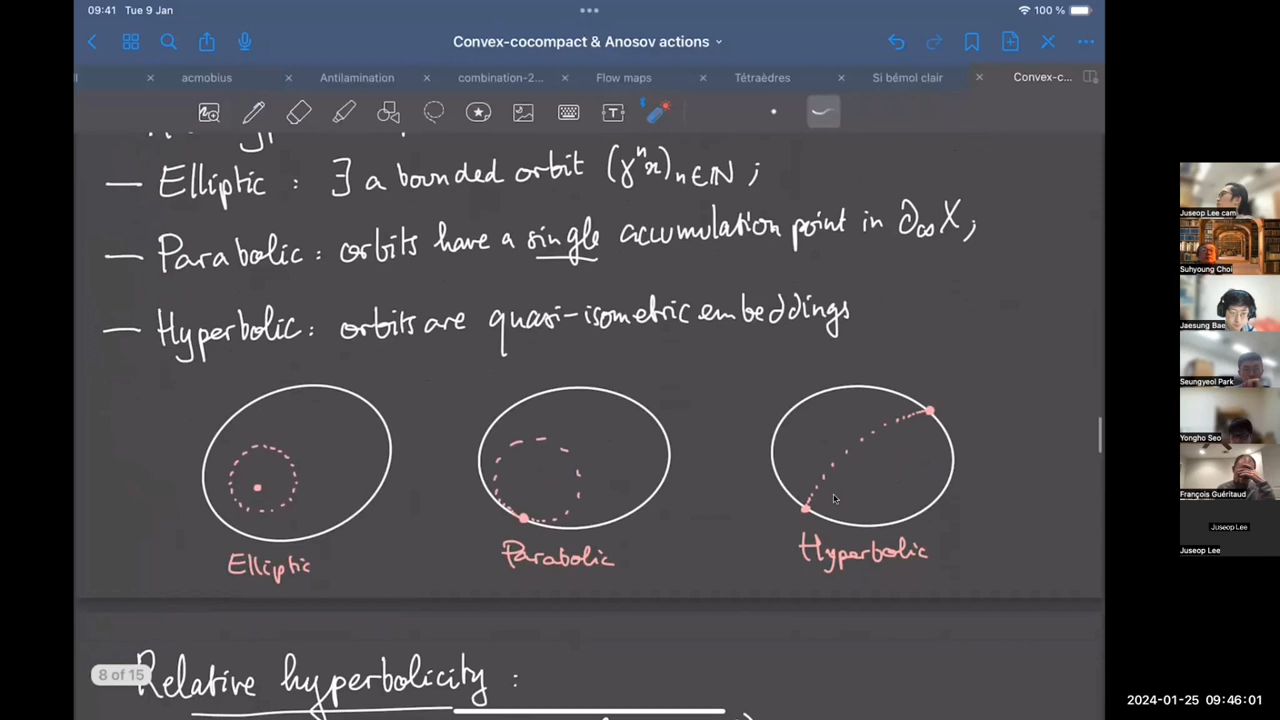 09:41 Tue 9 Jan
100 %
Convex-cocompact & Anosov actions
acmobius
Antilamination
combination-2...
Flow maps
Tétraèdres
Si bémol clair
Convex-c...
— Elliptic : ∃ a bounded orbit (γⁿx)ₙ∈ℕ ;
— Parabolic : orbits have a single accumulation point in ∂∞X ;
— Hyperbolic : orbits are quasi-isometric embeddings
Elliptic
Parabolic
Hyperbolic
8 of 15
Relative hyperbolicity :
Juseop Lee cam
Suhyoung Choi
Jaesung Bae
Seungyeol Park
Yongho Seo
François Guéritaud
Juseop Lee
Juseop Lee
2024-01-25 09:46:01